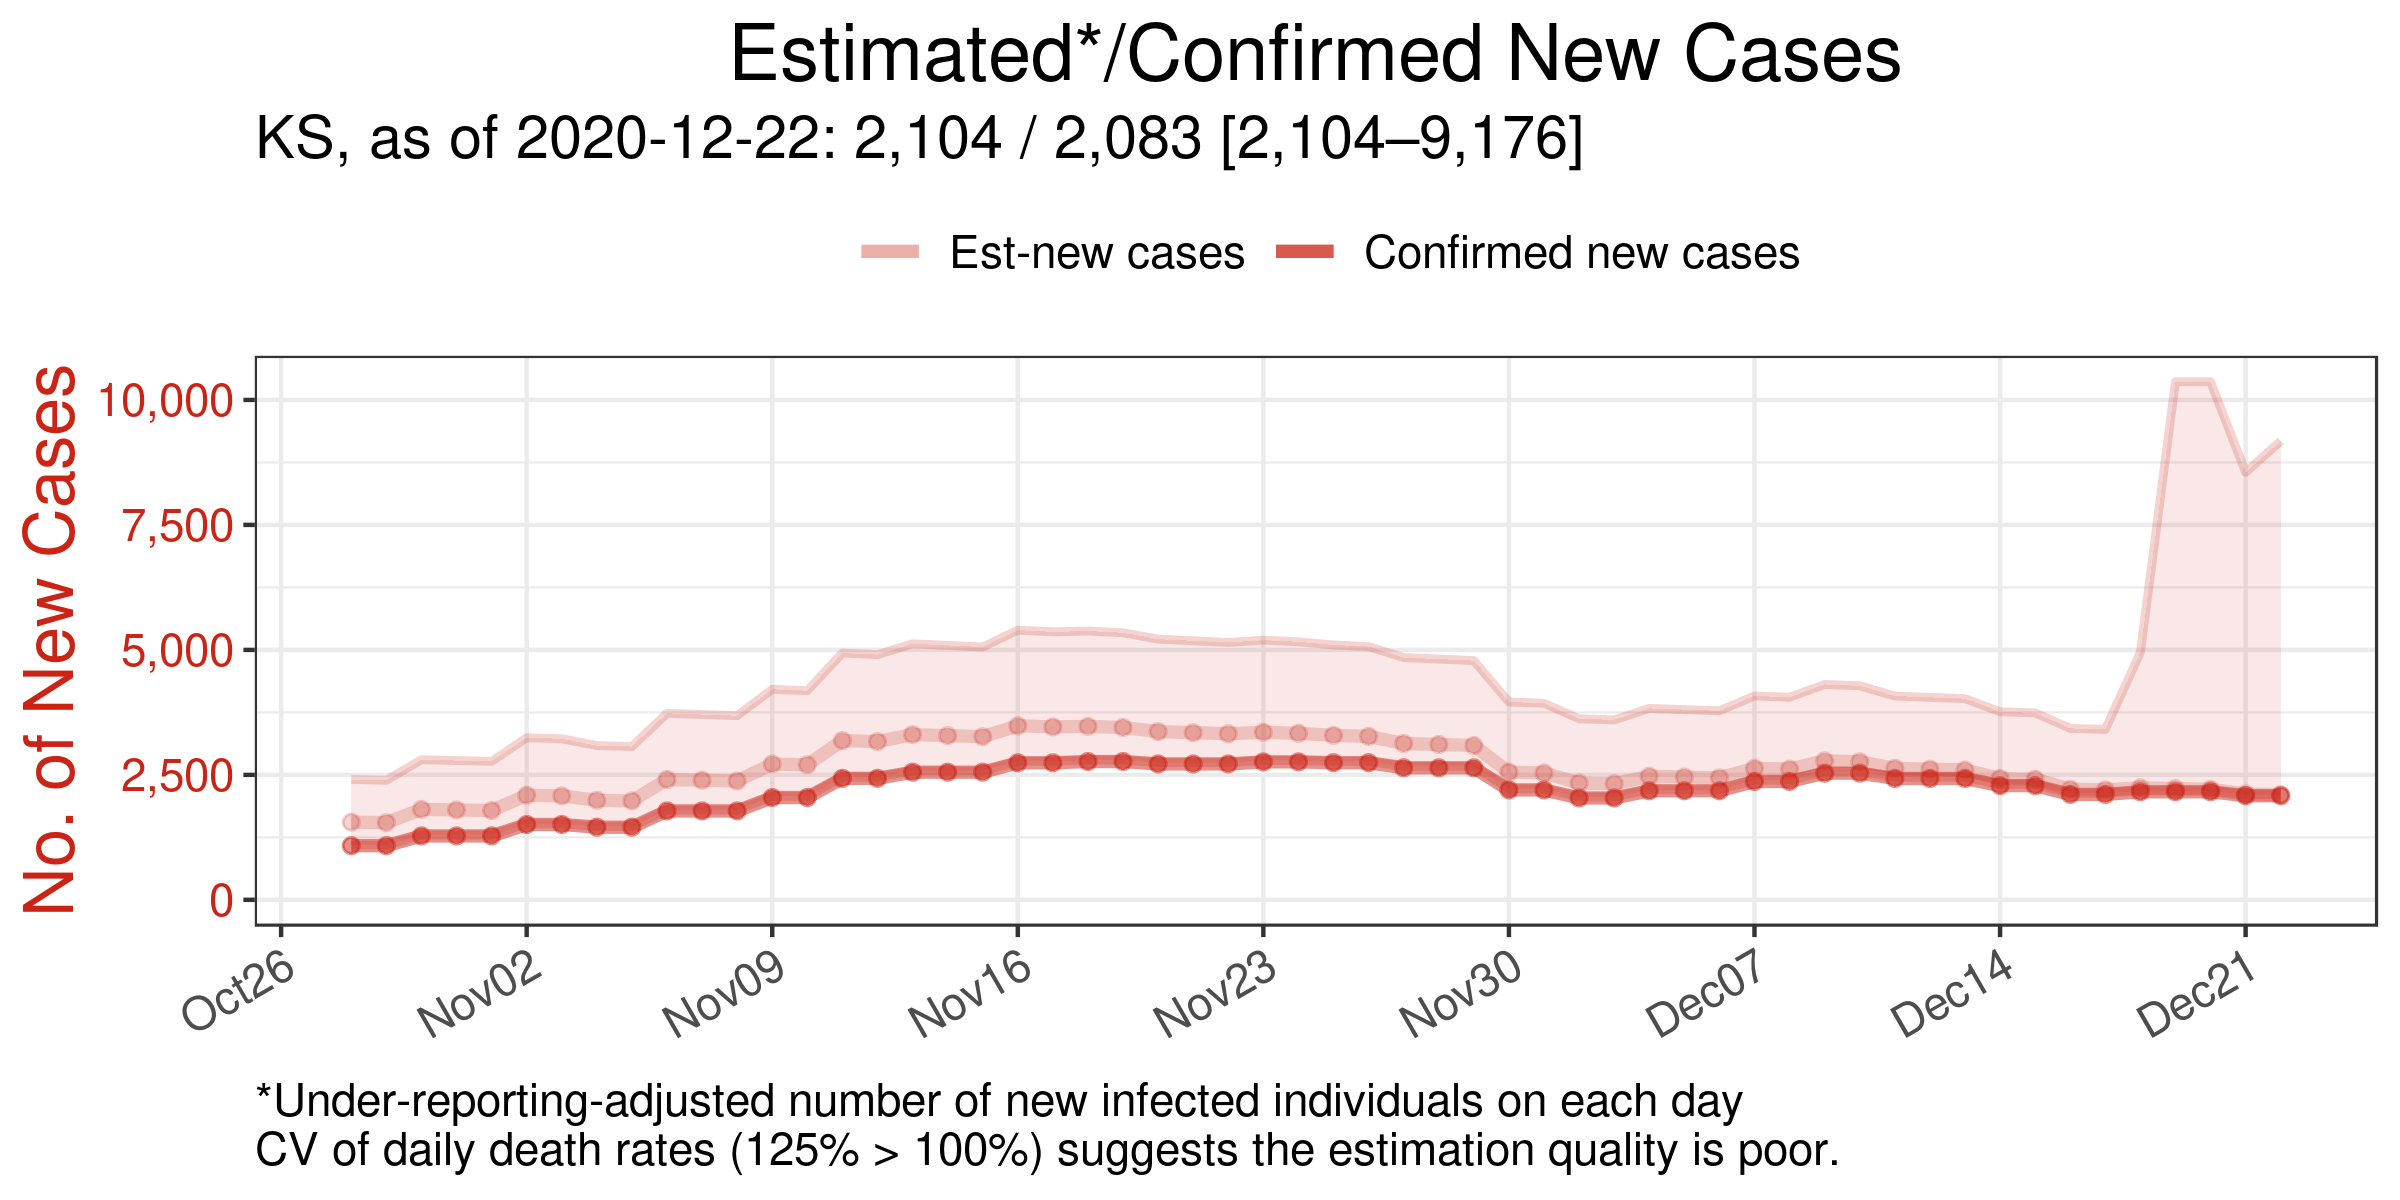 Estimated*/Confirmed New Cases
KS, as of 2020-12-22: 2,104 / 2,083 [2,104–9,176]
Est-new cases
Confirmed new cases
No. of New Cases
10,000
7,500
5,000
2,500
0
Oct26
Nov02
Nov09
Nov16
Nov23
Nov30
Dec07
Dec14
Dec21
*Under-reporting-adjusted number of new infected individuals on each day
CV of daily death rates (125% > 100%) suggests the estimation quality is poor.